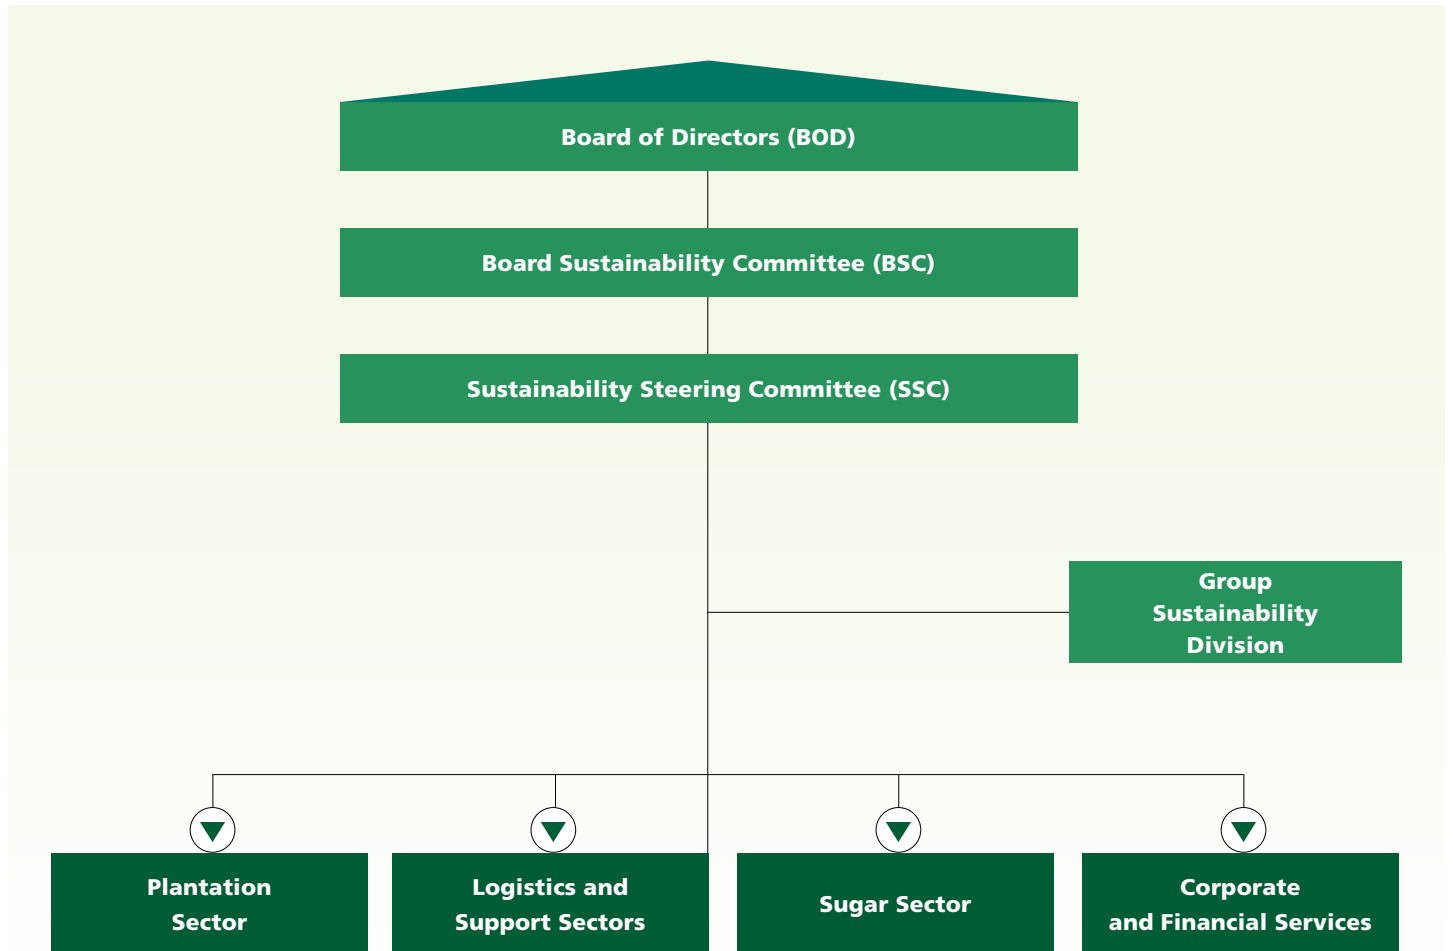 Board of Directors (BOD)
Board Sustainability Committee (BSC)
Sustainability Steering Committee (SSC)
Group
Sustainability
Division
Plantation
Sector
Logistics and
Support Sectors
Sugar Sector
Corporate
and Financial Services